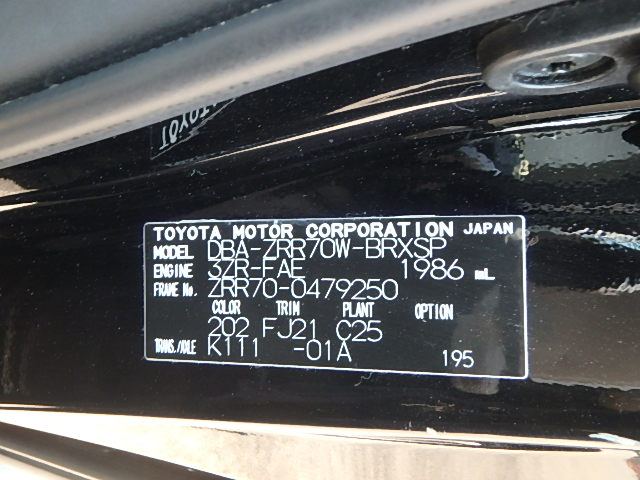 TOYOTA MOTOR CORPORATION JAPAN
MODEL DBA-ZRR70W-BRXSP
ENGINE 3ZR-FAE 1986 mL
FRAME No. ZRR70-0479250
COLOR TRIM PLANT OPTION
202 FJ21 C25
TRANS./AXLE K111 -01A 195
TOYOT